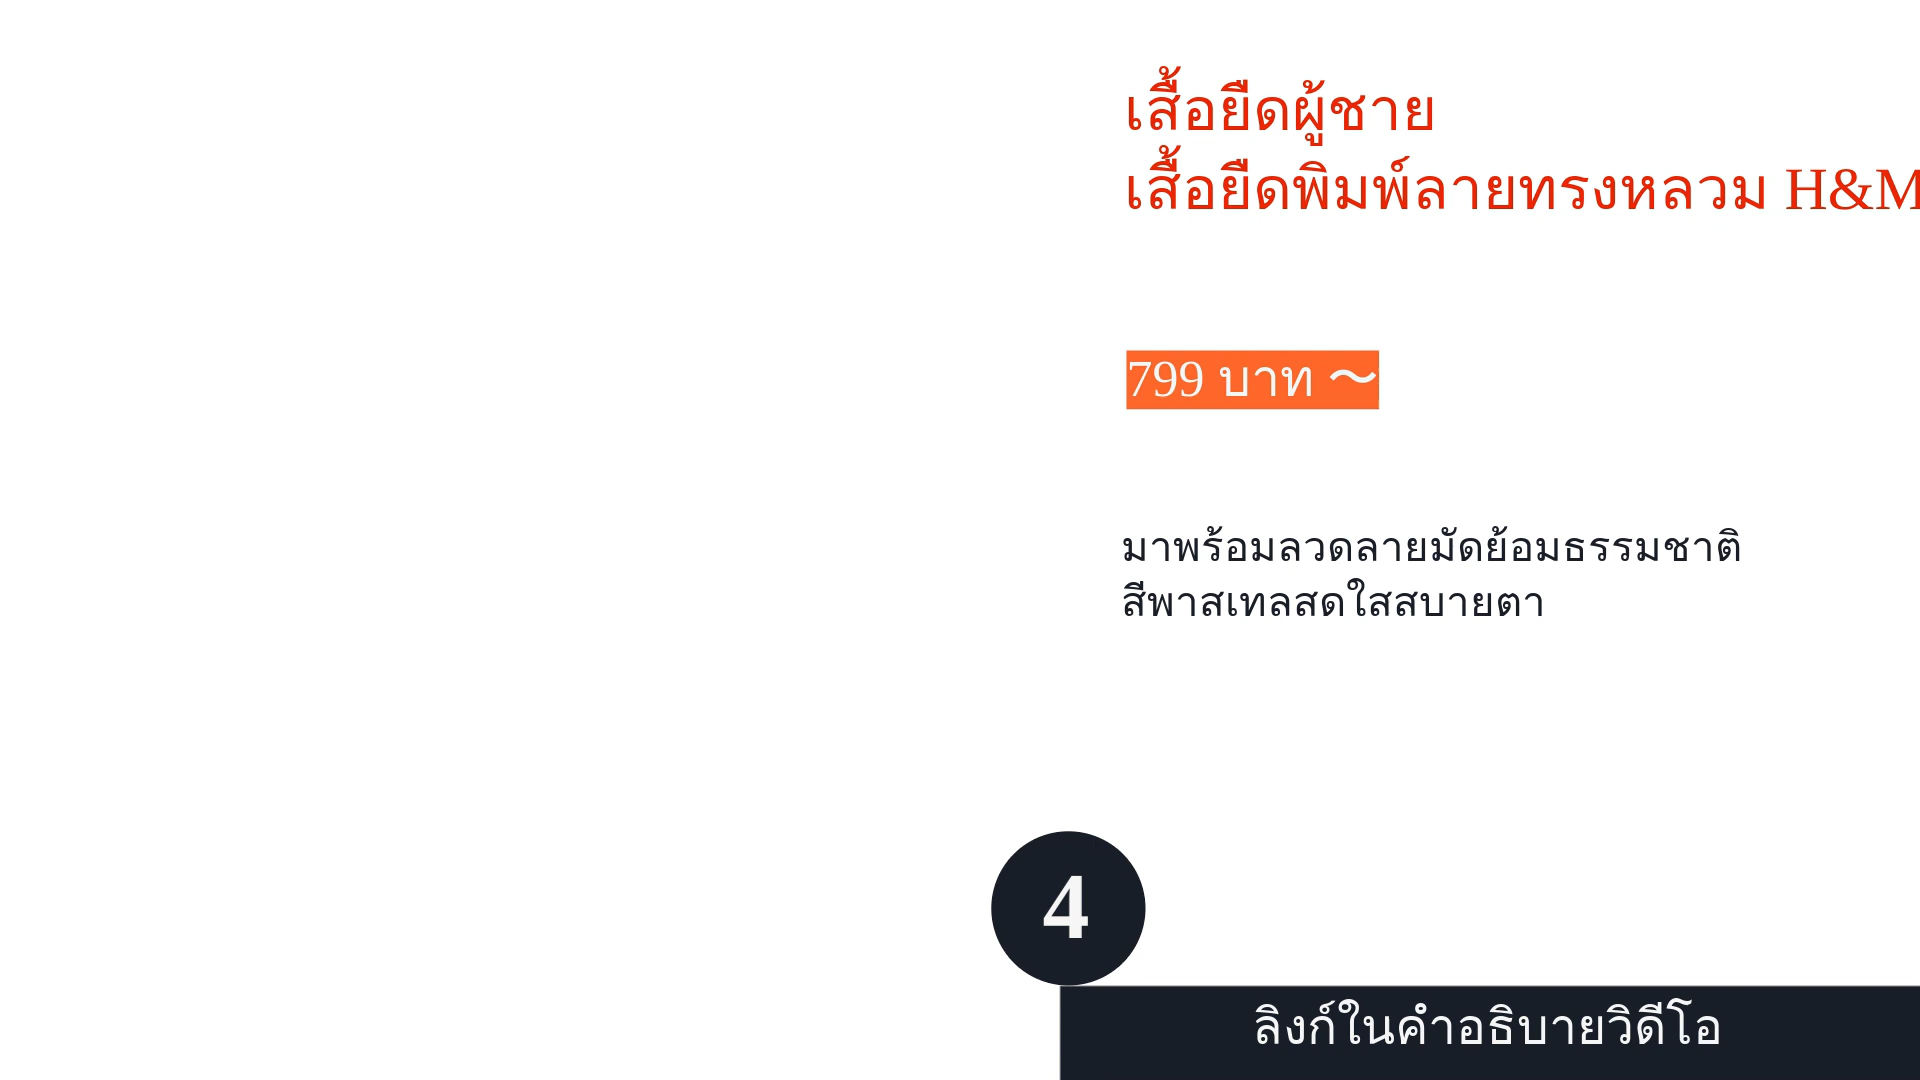 เสื้อยืดผู้ชาย
เสื้อยืดพิมพ์ลายทรงหลวม H&M
799 บาท 〜
มาพร้อมลวดลายมัดย้อมธรรมชาติ
สีพาสเทลสดใสสบายตา
4
ลิงก์ในคำอธิบายวิดีโอ